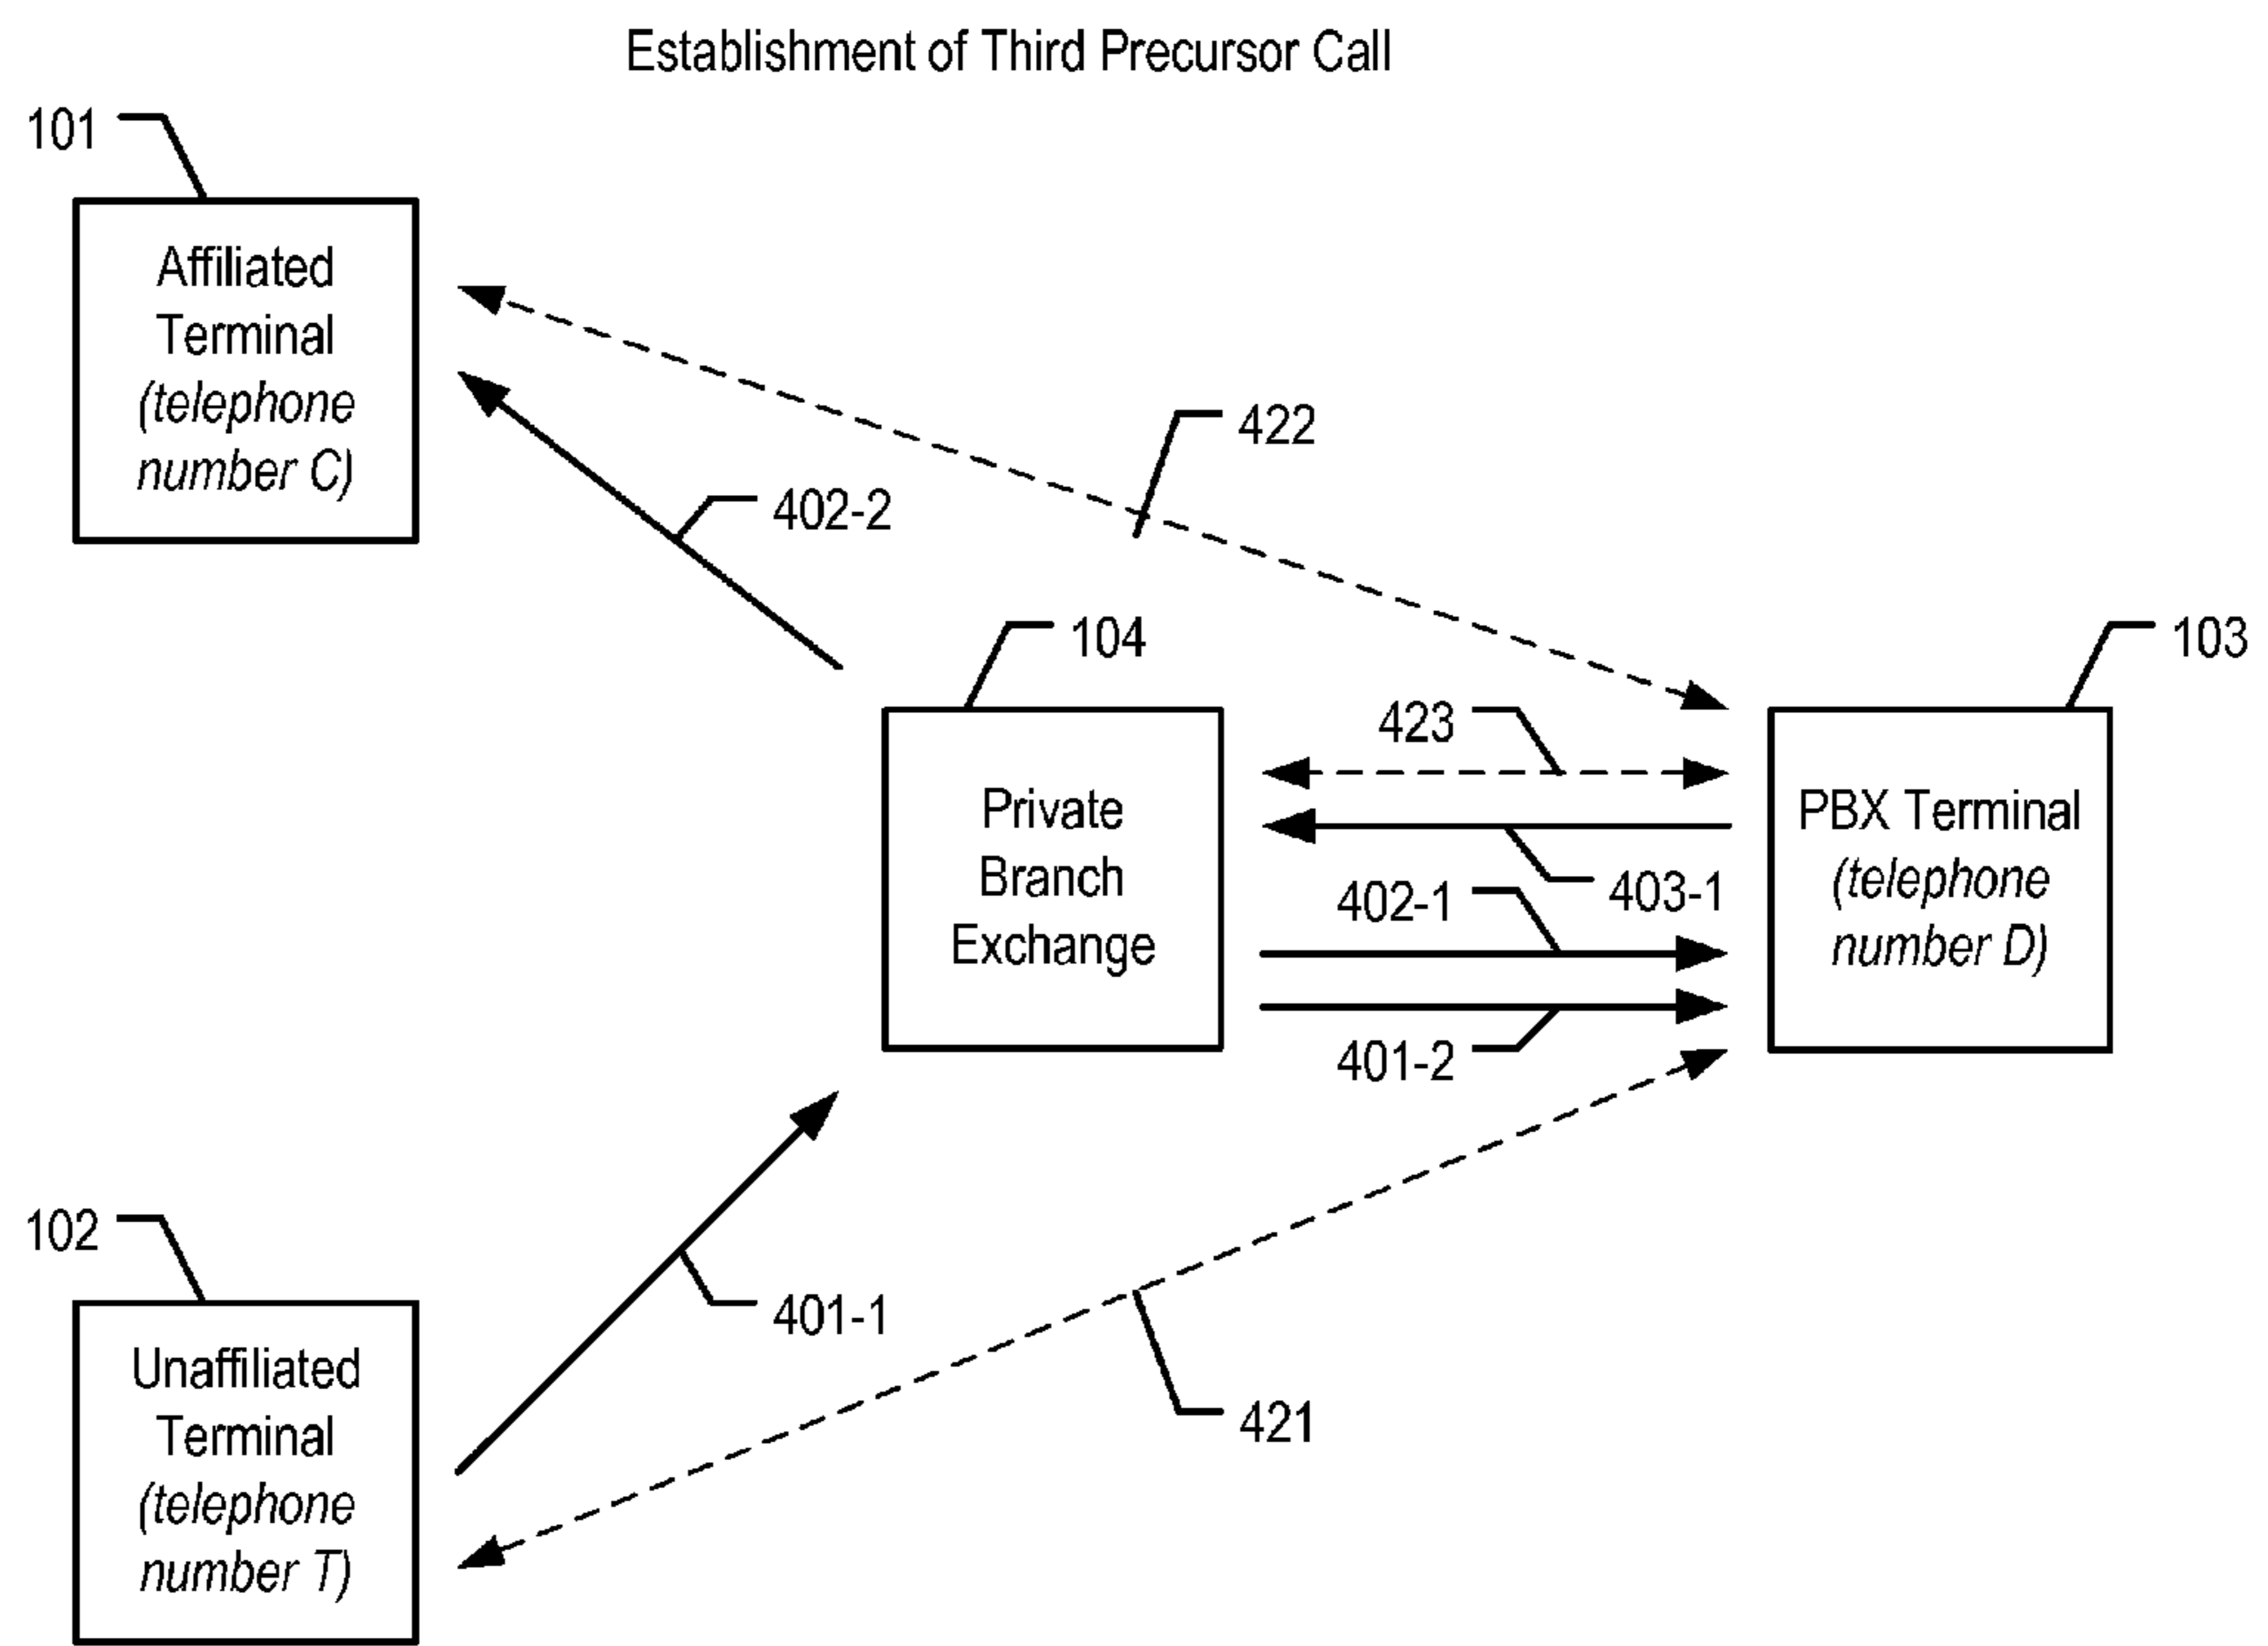 Establishment of Third Precursor Call
101
Affiliated
Terminal
(telephone
number C)
422
402-2
104
103
423
Private
Branch
Exchange
PBX Terminal
(telephone
number D)
403-1
402-1
401-2
102
401-1
Unaffiliated
Terminal
(telephone
number T)
421